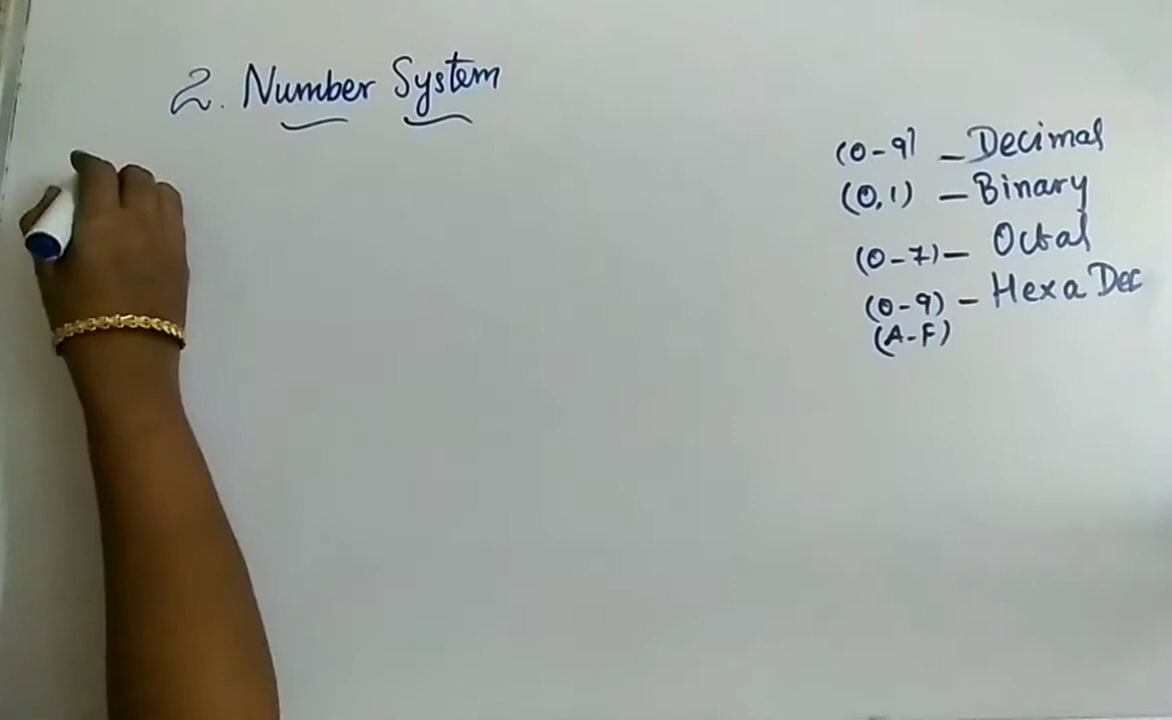 2. Number System
(0-9] - Decimal
(0,1) - Binary
(0-7) - Octal
(0-9) - Hexa Dec
(A-F)